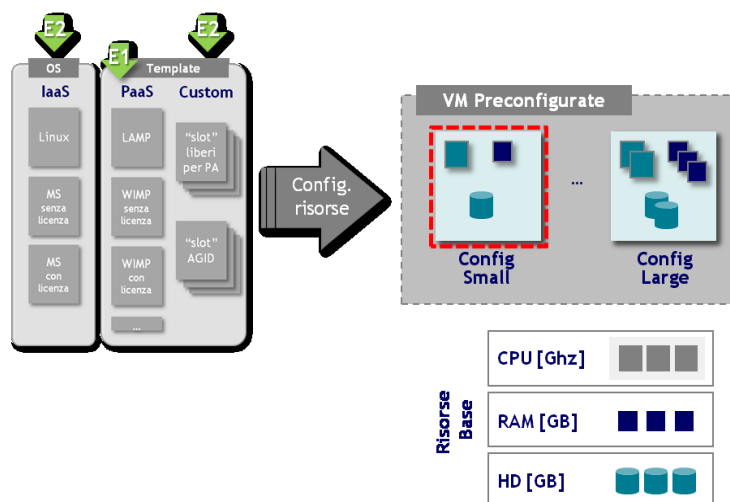 E2
E2
E1
OS
Template
IaaS
PaaS
Custom
Linux
MS
senza
licenza
MS
con
licenza
LAMP
WIMP
senza
licenza
WIMP
con
licenza
...
“slot”
liberi
per PA
“slot”
AGID
Config.
risorse
VM Preconfigurate
...
Config
Small
Config
Large
Risorse
Base
CPU [Ghz]
RAM [GB]
HD [GB]